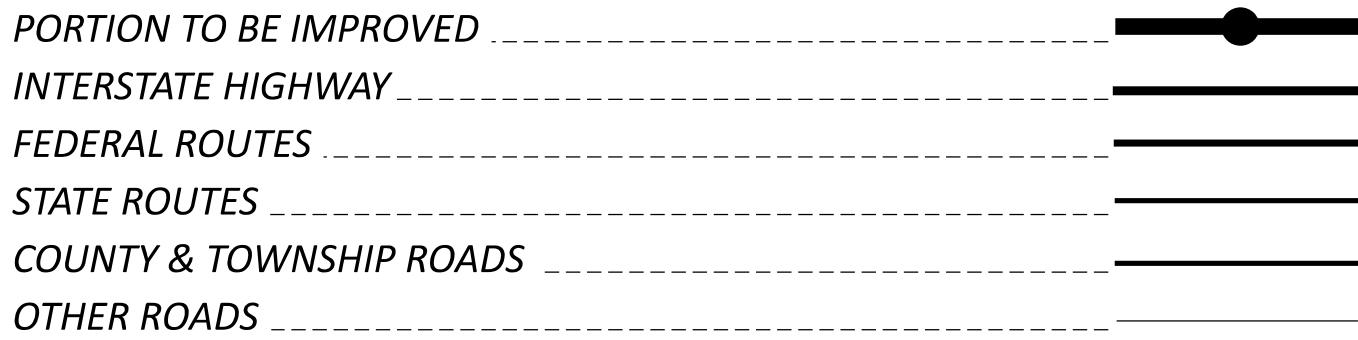 PORTION TO BE IMPROVED
INTERSTATE HIGHWAY
FEDERAL ROUTES
STATE ROUTES
COUNTY & TOWNSHIP ROADS
OTHER ROADS